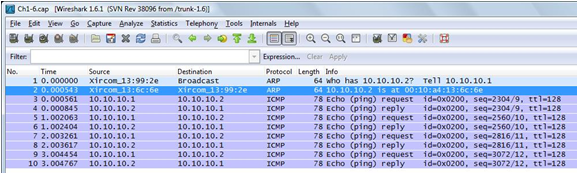 Ch1-6.cap [Wireshark 1.6.1 (SVN Rev 38096 from /trunk-1.6)]
File Edit View Go Capture Analyze Statistics Telephony Tools Internals Help
Filter: Expression... Clear Apply
No. Time Source Destination Protocol Length Info
1 0.000000 Xircom_13:99:2e Broadcast ARP 64 Who has 10.10.10.2? Tell 10.10.10.1
2 0.000543 Xircom_13:6c:6e Xircom_13:99:2e ARP 64 10.10.10.2 is at 00:10:a4:13:6c:6e
3 0.000561 10.10.10.1 10.10.10.2 ICMP 78 Echo (ping) request id=0x0200, seq=2304/9, ttl=128
4 0.000845 10.10.10.2 10.10.10.1 ICMP 78 Echo (ping) reply id=0x0200, seq=2304/9, ttl=128
5 1.002063 10.10.10.1 10.10.10.2 ICMP 78 Echo (ping) request id=0x0200, seq=2560/10, ttl=128
6 1.002404 10.10.10.2 10.10.10.1 ICMP 78 Echo (ping) reply id=0x0200, seq=2560/10, ttl=128
7 2.003261 10.10.10.1 10.10.10.2 ICMP 78 Echo (ping) request id=0x0200, seq=2816/11, ttl=128
8 2.003617 10.10.10.2 10.10.10.1 ICMP 78 Echo (ping) reply id=0x0200, seq=2816/11, ttl=128
9 3.004454 10.10.10.1 10.10.10.2 ICMP 78 Echo (ping) request id=0x0200, seq=3072/12, ttl=128
10 3.004767 10.10.10.2 10.10.10.1 ICMP 78 Echo (ping) reply id=0x0200, seq=3072/12, ttl=128